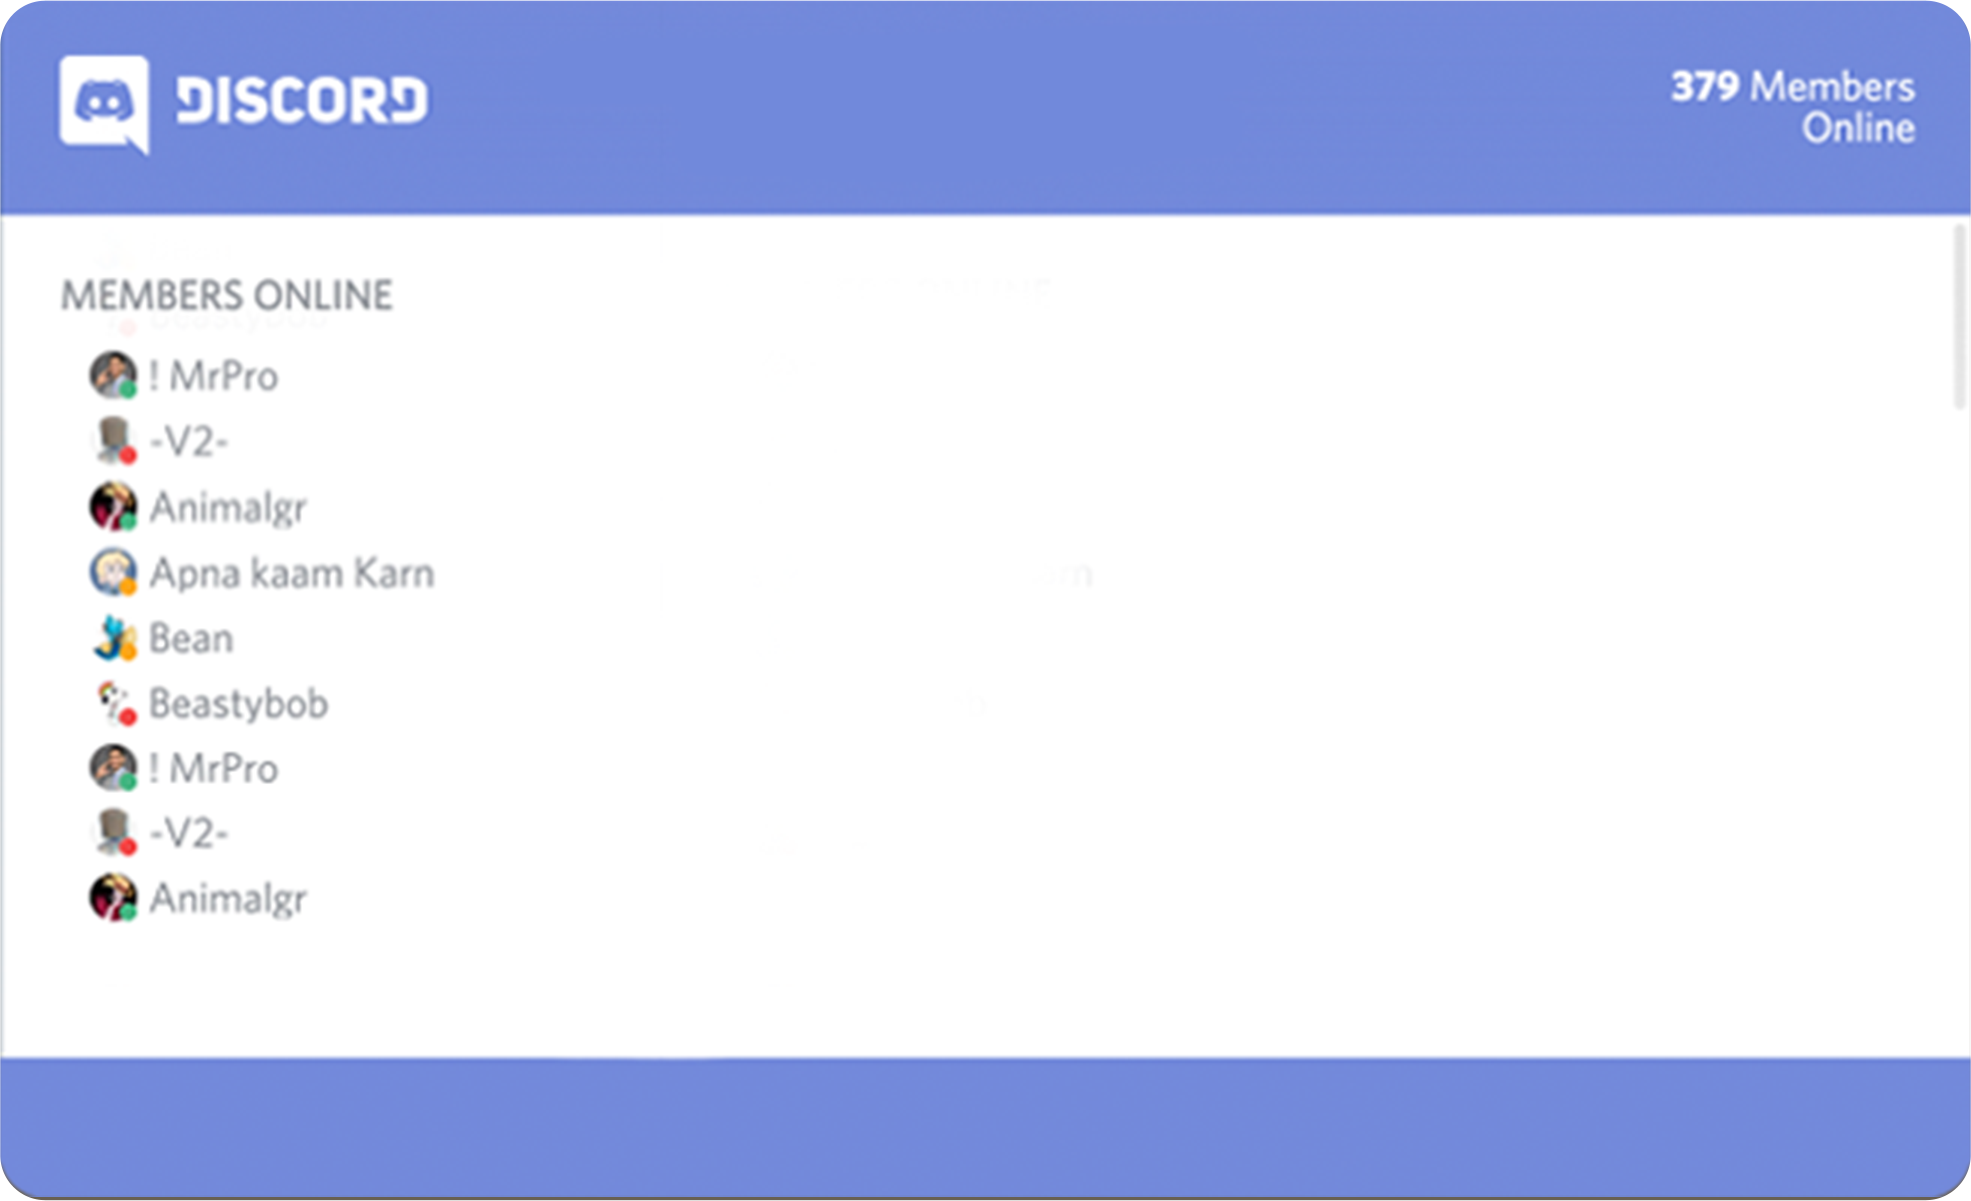 DISCORD
379 Members
Online
MEMBERS ONLINE
! MrPro
-V2-
Animalgr
Apna kaam Karn
Bean
Beastybob
! MrPro
-V2-
Animalgr